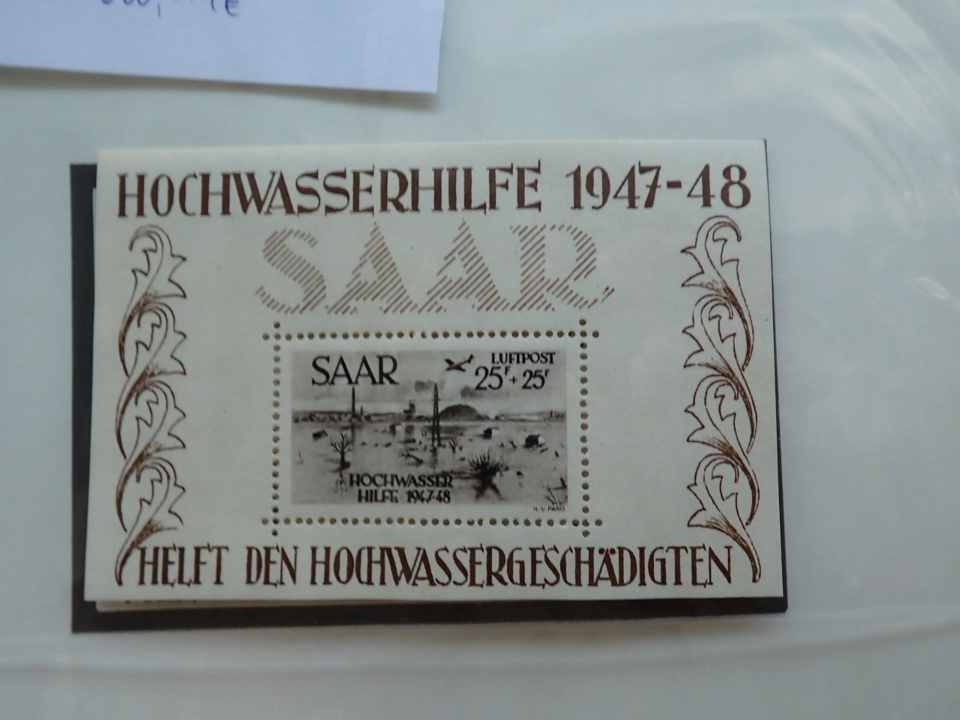 HOCHWASSERHILFE 1947-48
SAAR
SAAR
LUFTPOST
25F + 25F
HOCHWASSER
HILFE 1947-48
HELFT DEN HOCHWASSERGESCHÄDIGTEN